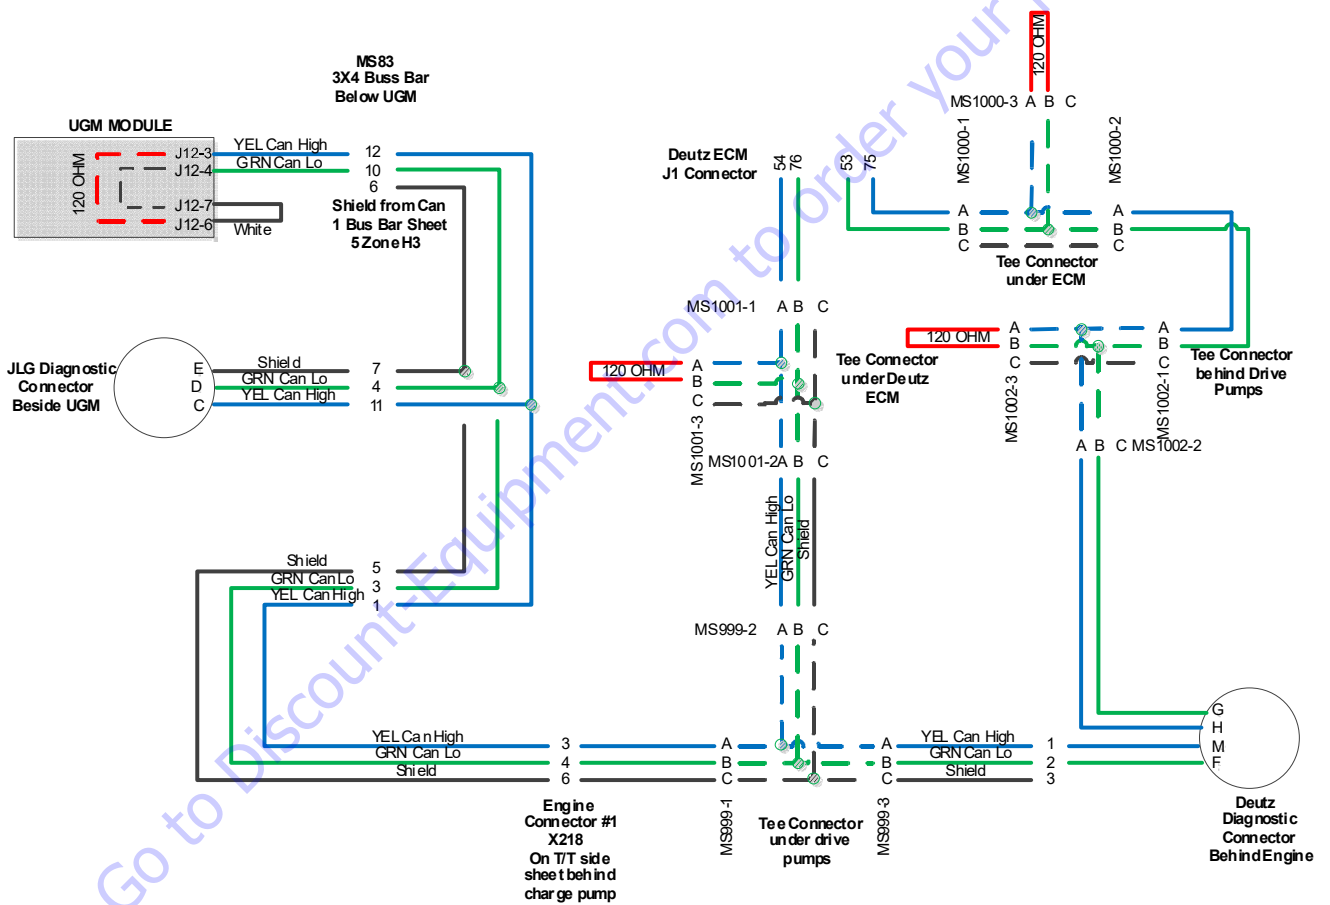 MS83
3X4 Buss Bar
Below UGM
UGM MODULE
120 OHM
J12-3
J12-4
J12-7
J12-6
YEL Can High
GRN Can Lo
White
12
10
6
Shield from Can
1 Bus Bar Sheet
5 Zone H3
JLG Diagnostic
Connector
Beside UGM
E
D
C
Shield
GRN Can Lo
YEL Can High
7
4
11
Shield
GRN Can Lo
YEL Can High
5
3
1
YEL Can High
GRN Can Lo
Shield
3
4
6
Engine
Connector #1
X218
On T/T side
sheet behind
charge pump
Deutz ECM
J1 Connector
54
76
53
75
MS1001-1
A B C
120 OHM
A
B
C
MS1001-3
Tee Connector
under Deutz
ECM
MS1001-2
A B C
YEL Can High
GRN Can Lo
Shield
MS999-2
A B C
A
B
C
MS999-1
Tee Connector
under drive
pumps
A
B
C
MS999-3
YEL Can High
GRN Can Lo
Shield
1
2
3
120 OHM
MS1000-3
A B C
MS1000-1
MS1000-2
A
B
C
A
B
C
Tee Connector
under ECM
120 OHM
A
B
C
MS1002-3
A
B
C
MS1002-1
Tee Connector
behind Drive
Pumps
A B C MS1002-2
G
H
M
F
Deutz
Diagnostic
Connector
Behind Engine
Go to Discount-Equipment.com to order your